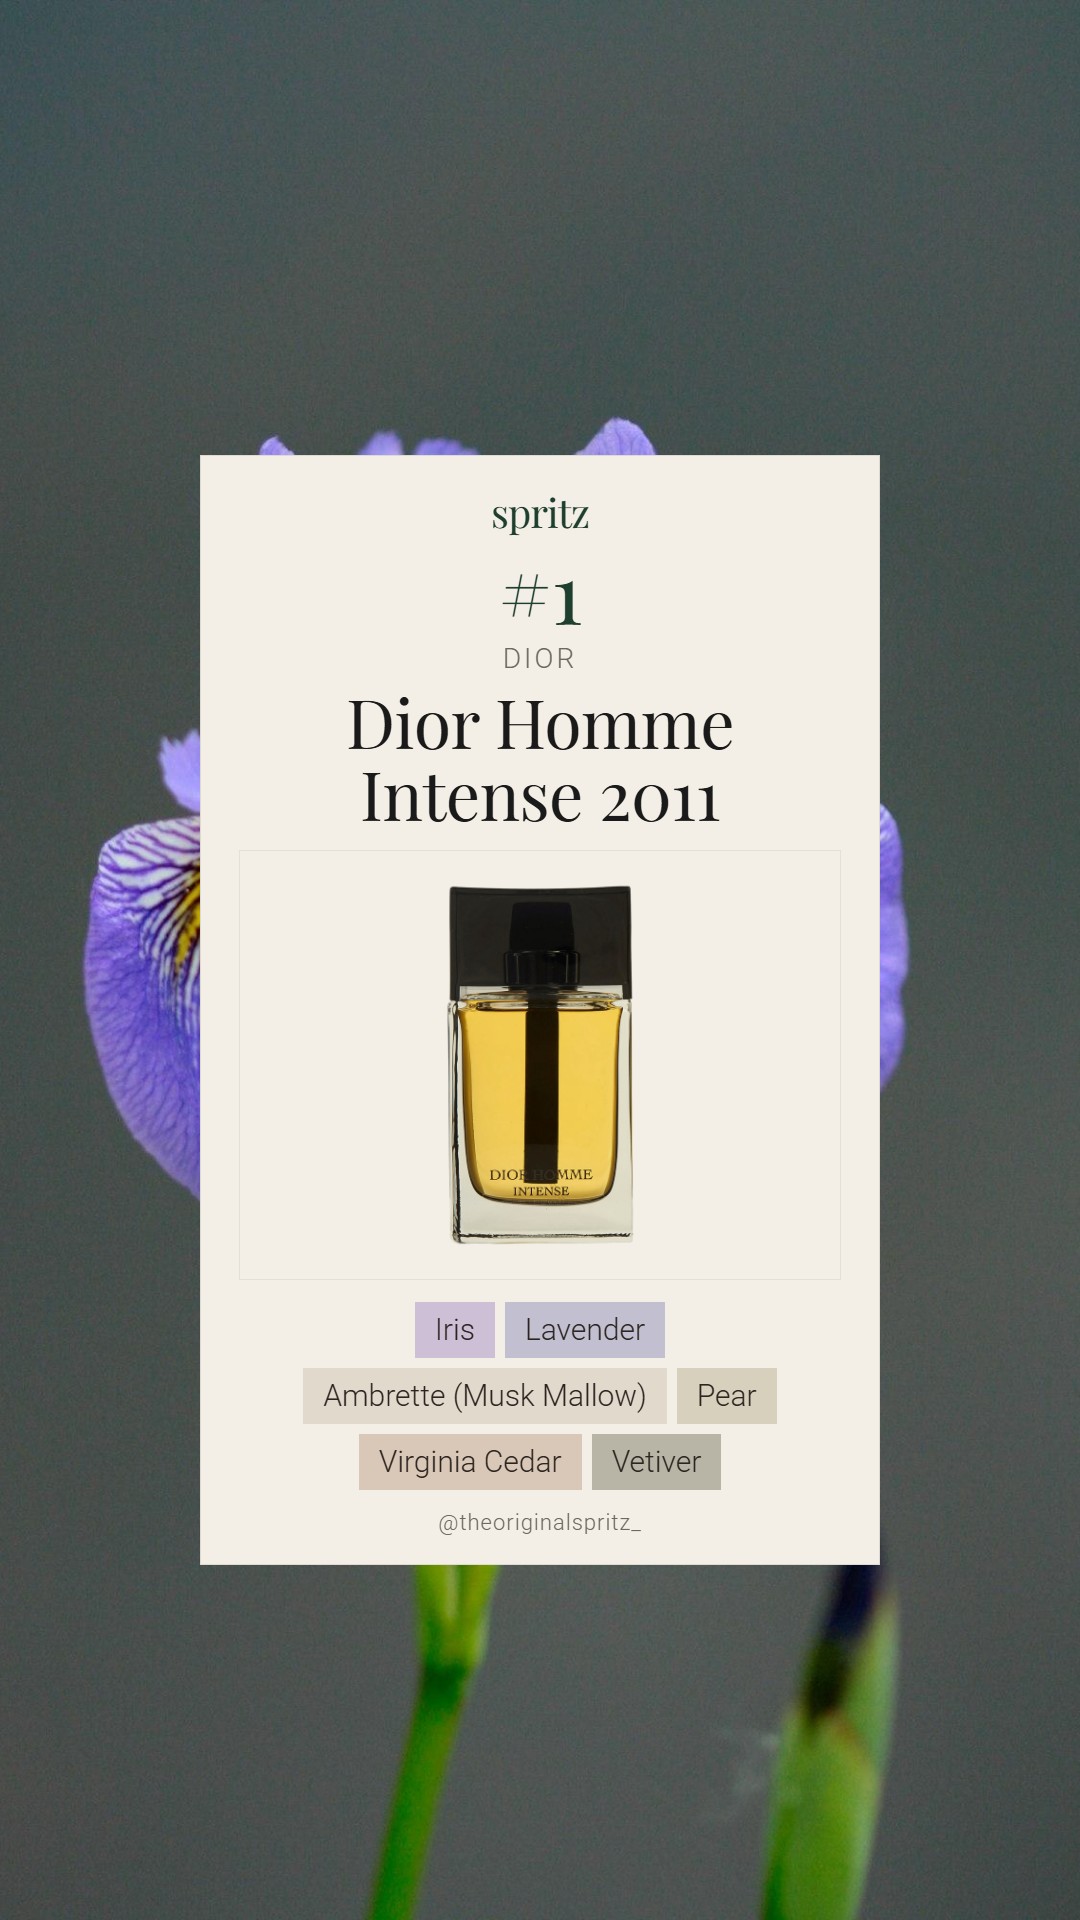 spritz
#1
DIOR
Dior Homme
Intense 2011
DIOR HOMME
INTENSE
Iris
Lavender
Ambrette (Musk Mallow)
Pear
Virginia Cedar
Vetiver
@theoriginalspritz_